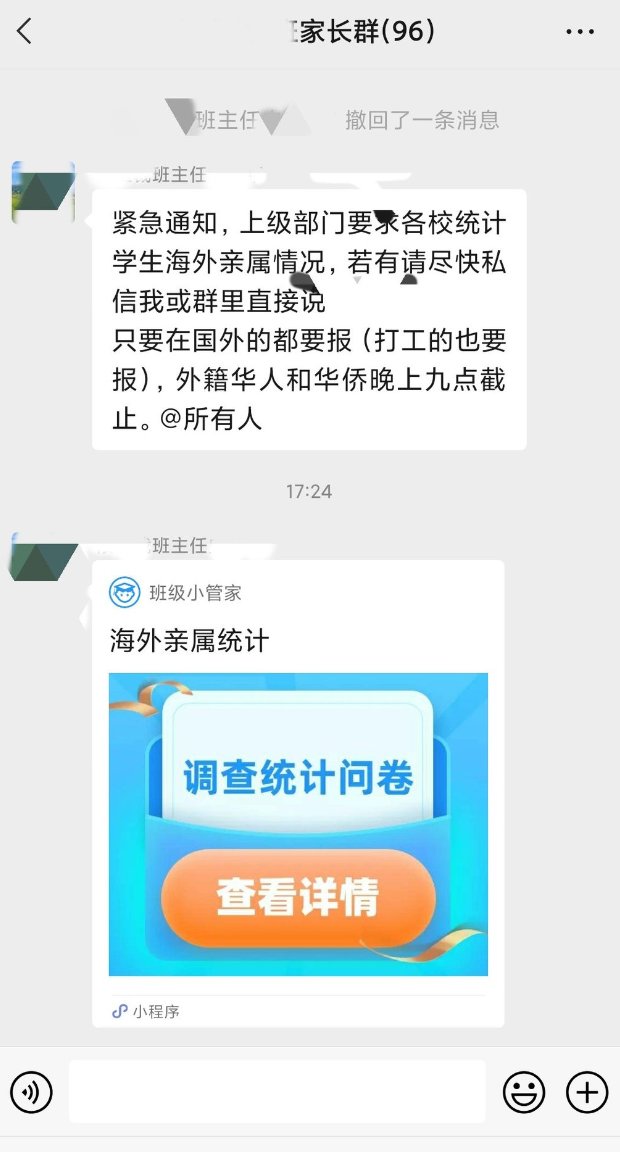 家长群(96)
班主任 撤回了一条消息
班主任
紧急通知，上级部门要求各校统计
学生海外亲属情况，若有请尽快私
信我或群里直接说
只要在国外的都要报（打工的也要
报），外籍华人和华侨晚上九点截
止。@所有人
17:24
班主任
班级小管家
海外亲属统计
调查统计问卷
查看详情
小程序